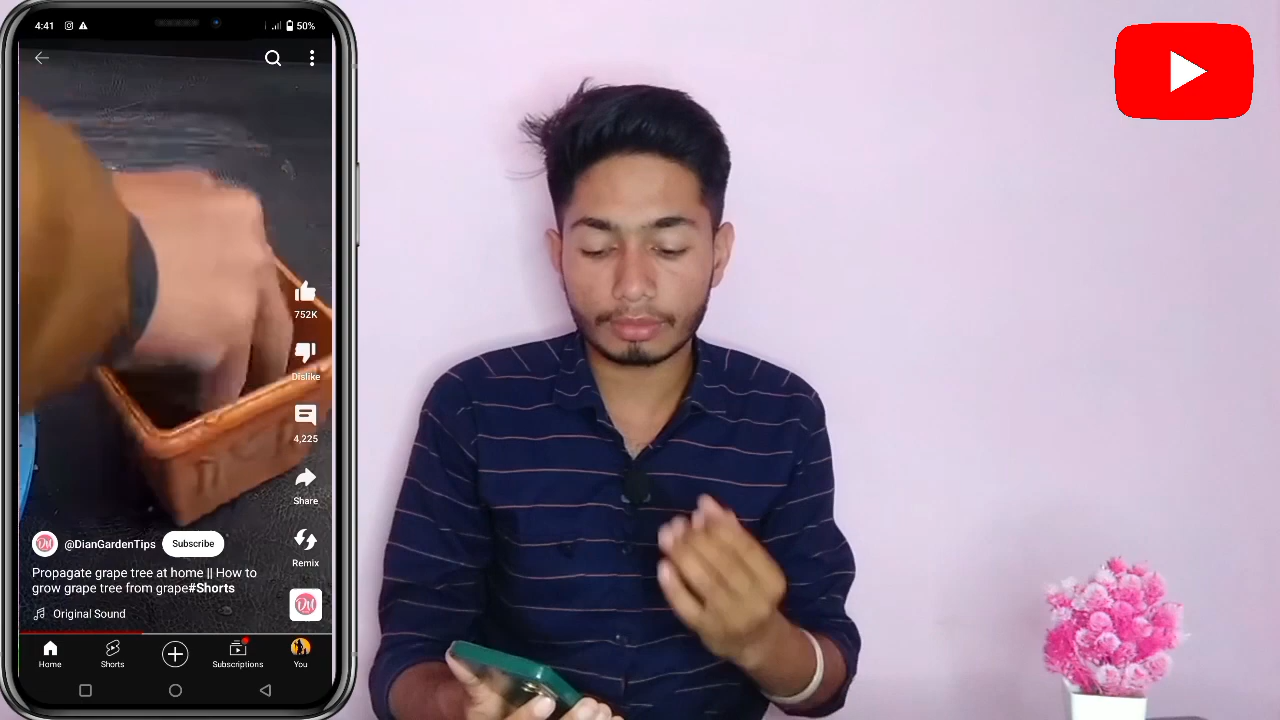 4:41
50%
752K
Dislike
4,225
Share
@DianGardenTips
Subscribe
Remix
Propagate grape tree at home || How to
grow grape tree from grape#Shorts
Original Sound
Home
Shorts
Subscriptions
You